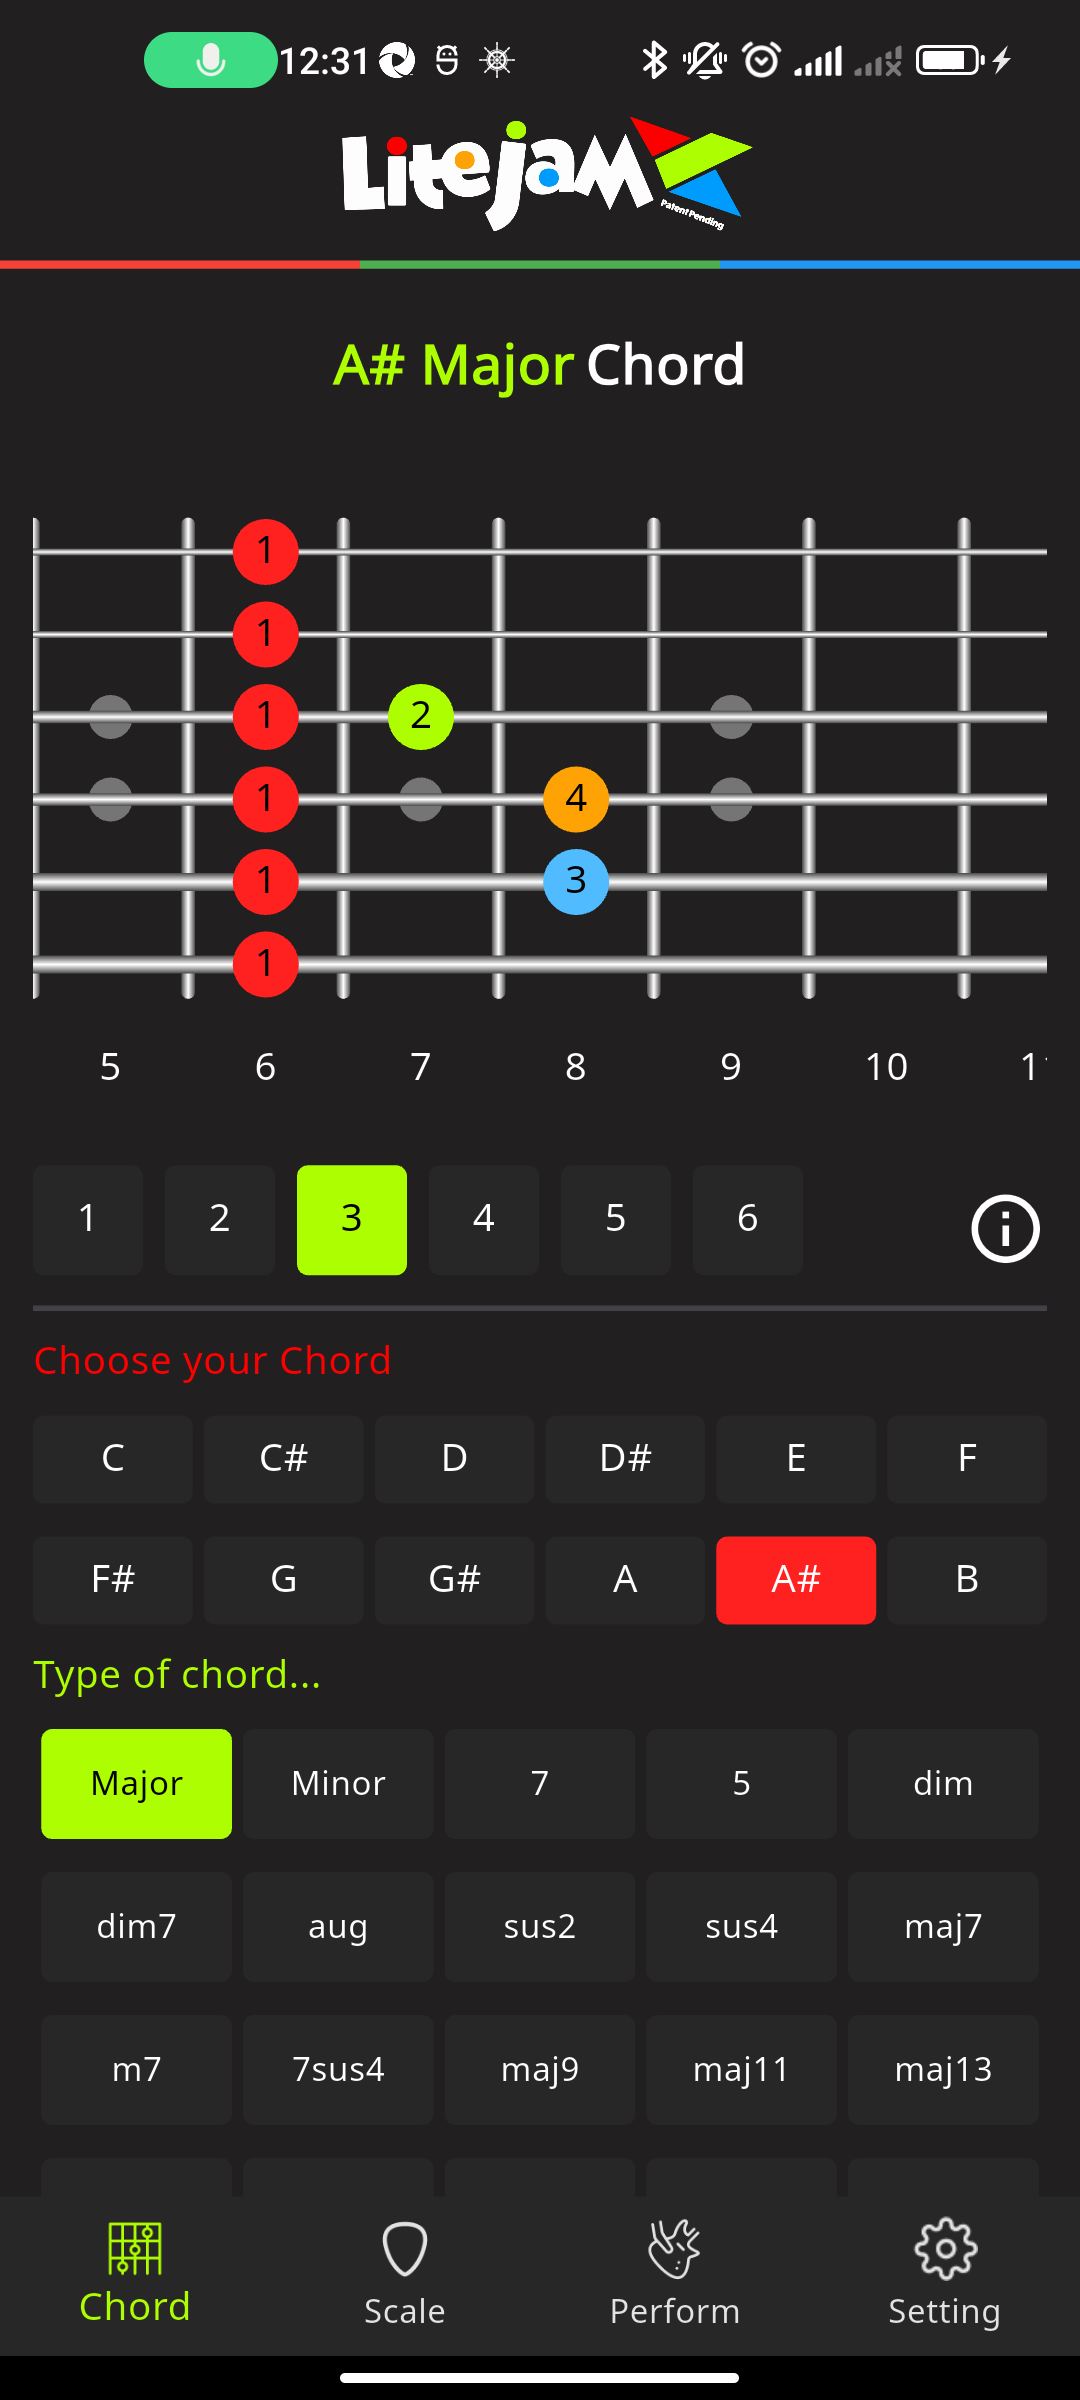 12:31
Litejam
Patent Pending
A# Major Chord
1
1
1 2
1 4
1 3
1
5 6 7 8 9 10 11
1 2 3 4 5 6
Choose your Chord
C C# D D# E F
F# G G# A A# B
Type of chord...
Major Minor 7 5 dim
dim7 aug sus2 sus4 maj7
m7 7sus4 maj9 maj11 maj13
Chord Scale Perform Setting